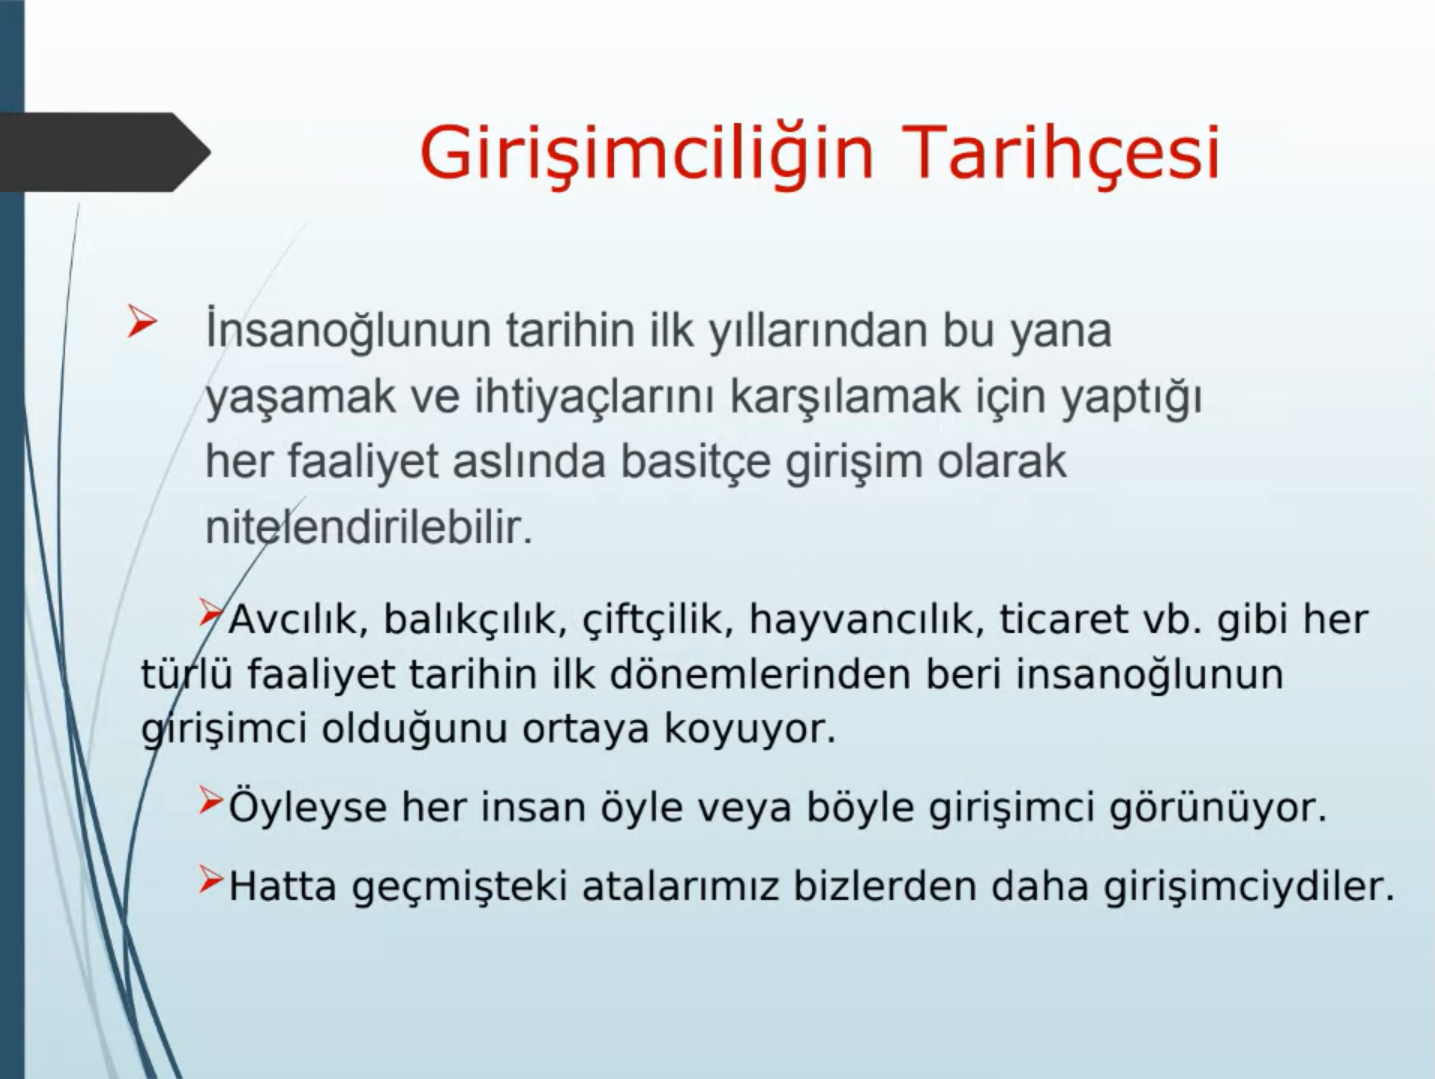 Girişimciliğin Tarihçesi
İnsanoğlunun tarihin ilk yıllarından bu yana
yaşamak ve ihtiyaçlarını karşılamak için yaptığı
her faaliyet aslında basitçe girişim olarak
nitelendirilebilir.
Avcılık, balıkçılık, çiftçilik, hayvancılık, ticaret vb. gibi her
türlü faaliyet tarihin ilk dönemlerinden beri insanoğlunun
girişimci olduğunu ortaya koyuyor.
Öyleyse her insan öyle veya böyle girişimci görünüyor.
Hatta geçmişteki atalarımız bizlerden daha girişimciydiler.